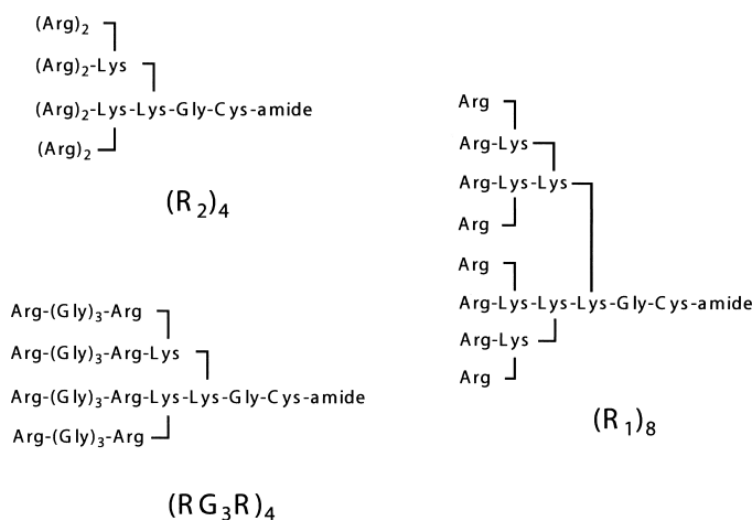 (Arg)2
(Arg)2-Lys
(Arg)2-Lys-Lys-Gly-Cys-amide
(Arg)2
(R2)4
Arg-(Gly)3-Arg
Arg-(Gly)3-Arg-Lys
Arg-(Gly)3-Arg-Lys-Lys-Gly-Cys-amide
Arg-(Gly)3-Arg
(RG3R)4
Arg
Arg-Lys
Arg-Lys-Lys
Arg
Arg
Arg-Lys-Lys-Lys-Gly-Cys-amide
Arg-Lys
Arg
(R1)8